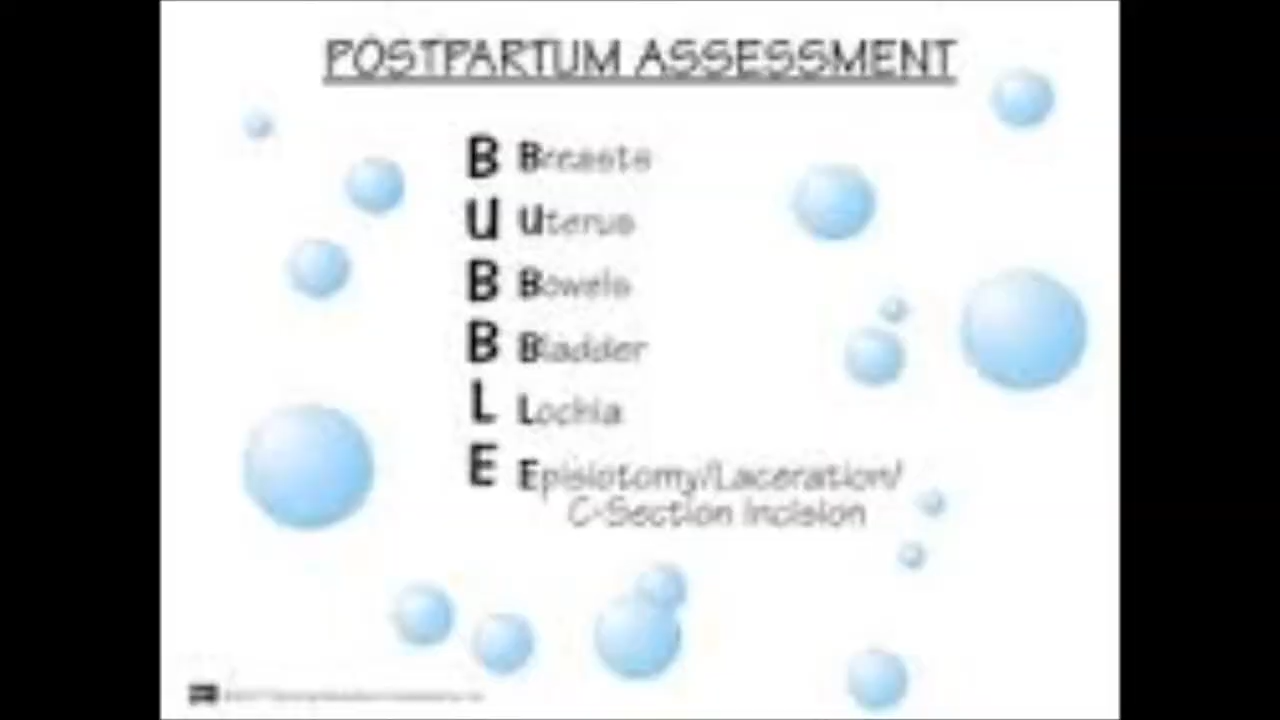 POSTPARTUM ASSESSMENT
B Breasts
U Uterus
B Bowels
B Bladder
L Lochia
E Episiotomy/Laceration/
C-Section Incision